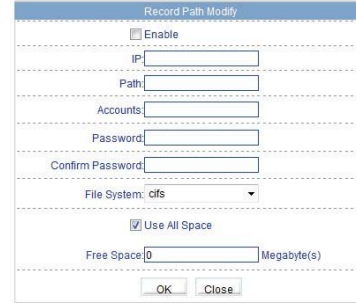 Record Path Modify
Enable
IP:
Path:
Accounts:
Password:
Confirm Password:
File System: cifs
Use All Space
Free Space: 0 Megabyte(s)
OK Close